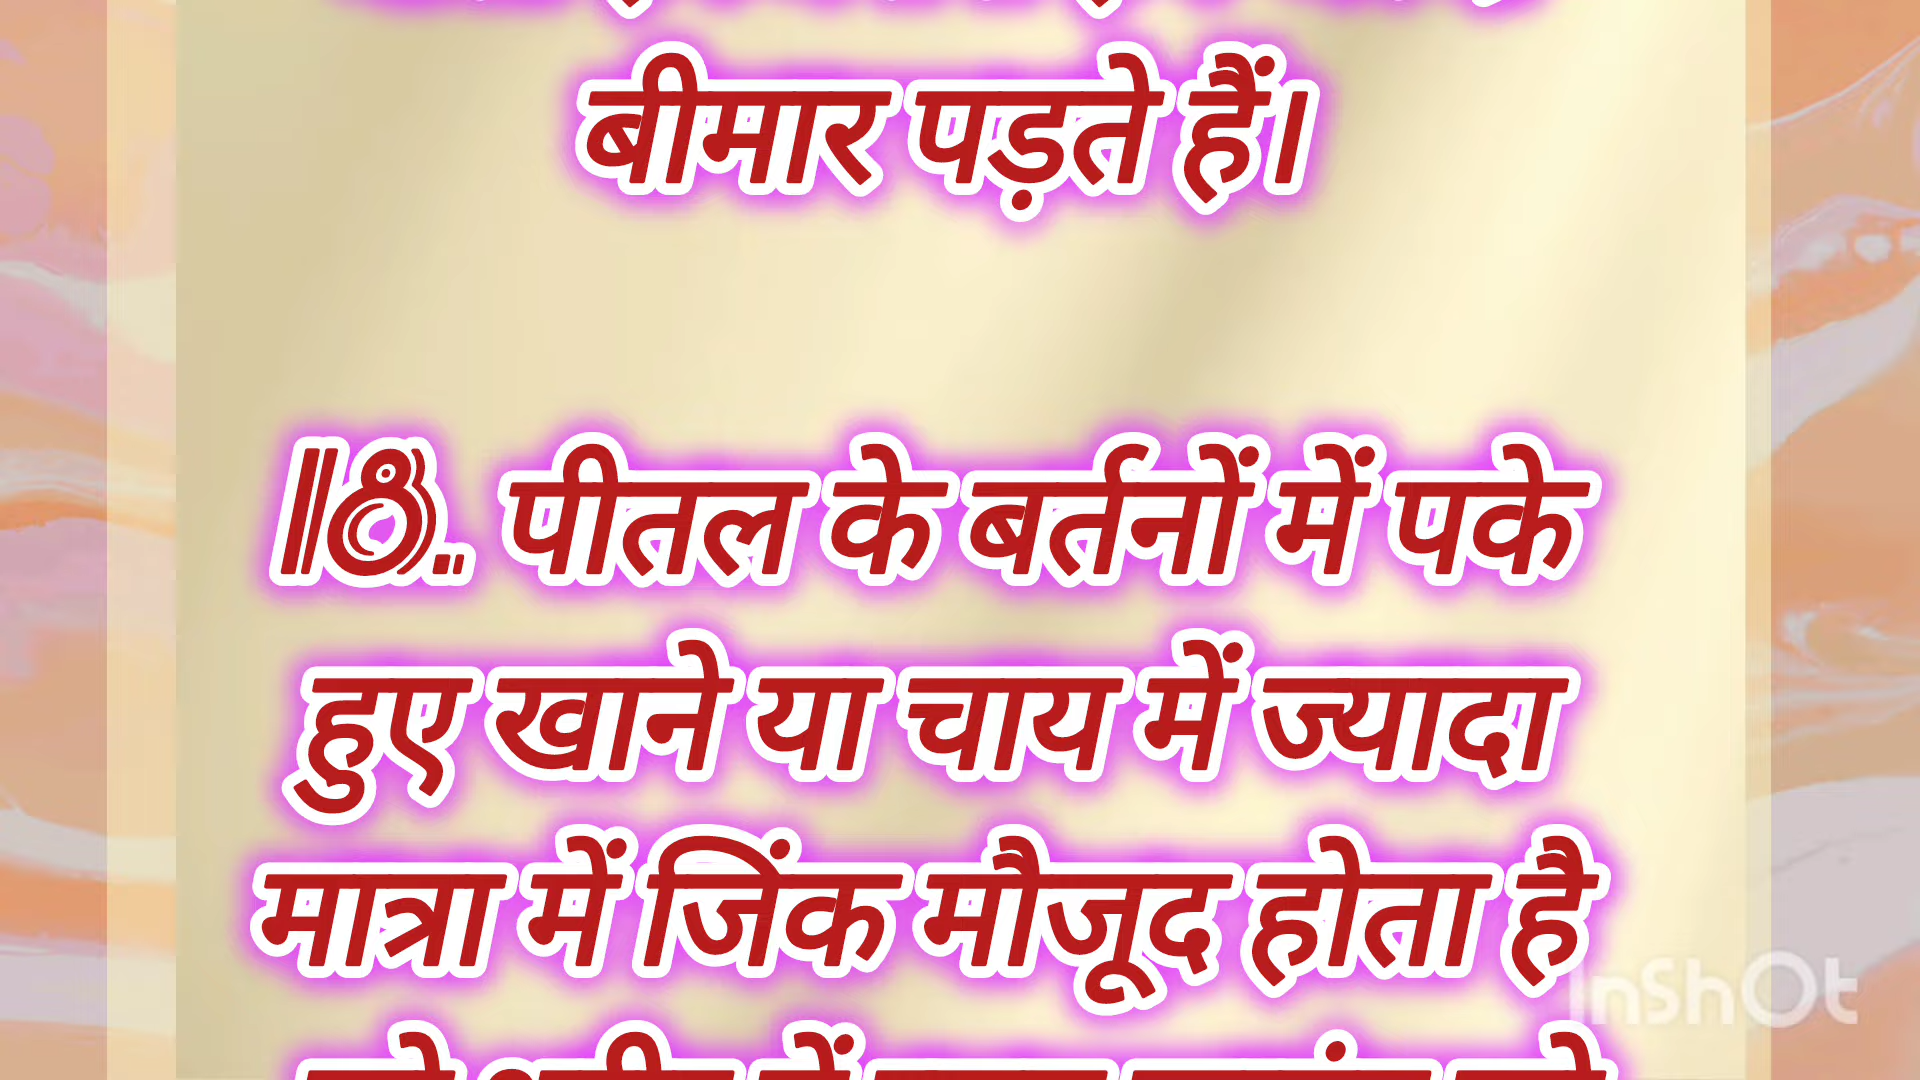 बीमार पड़ते हैं।
18.. पीतल के बर्तनों में पके
हुए खाने या चाय में ज्यादा
मात्रा में जिंक मौजूद होता है
InShOt